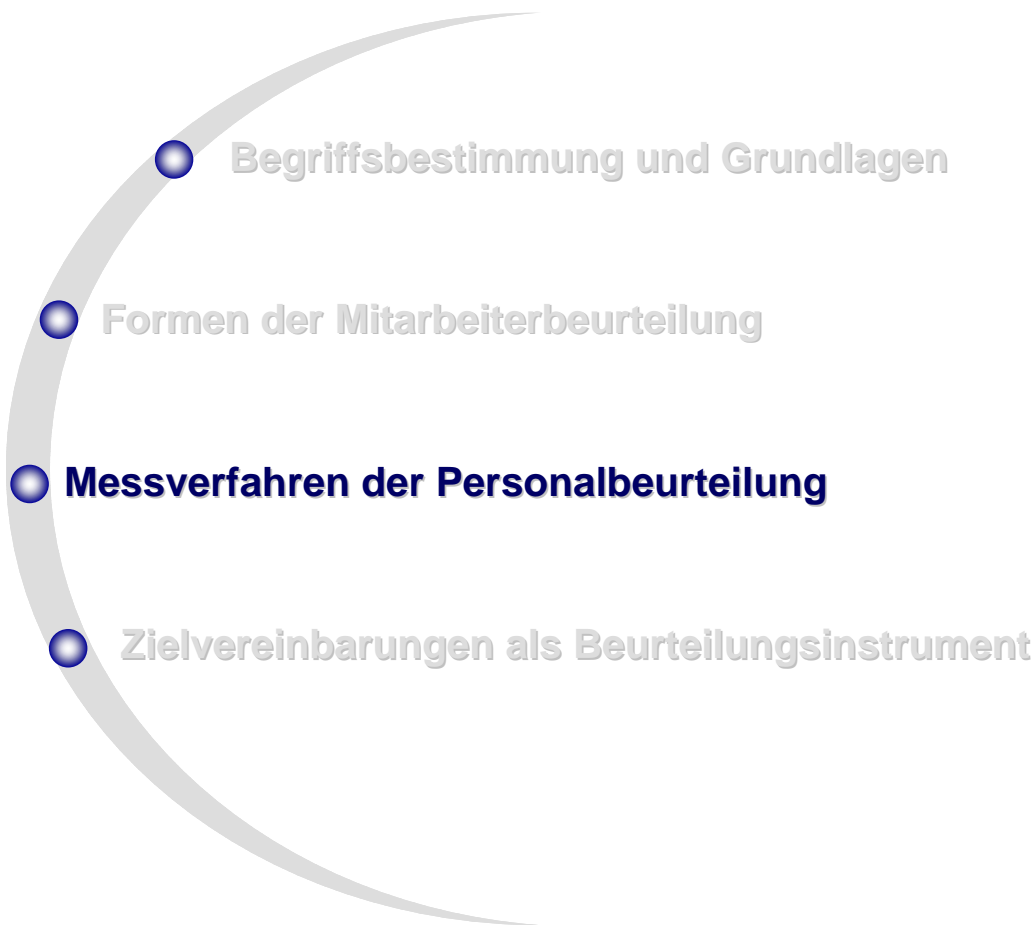 Begriffsbestimmung und Grundlagen
Formen der Mitarbeiterbeurteilung
Messverfahren der Personalbeurteilung
Zielvereinbarungen als Beurteilungsinstrument